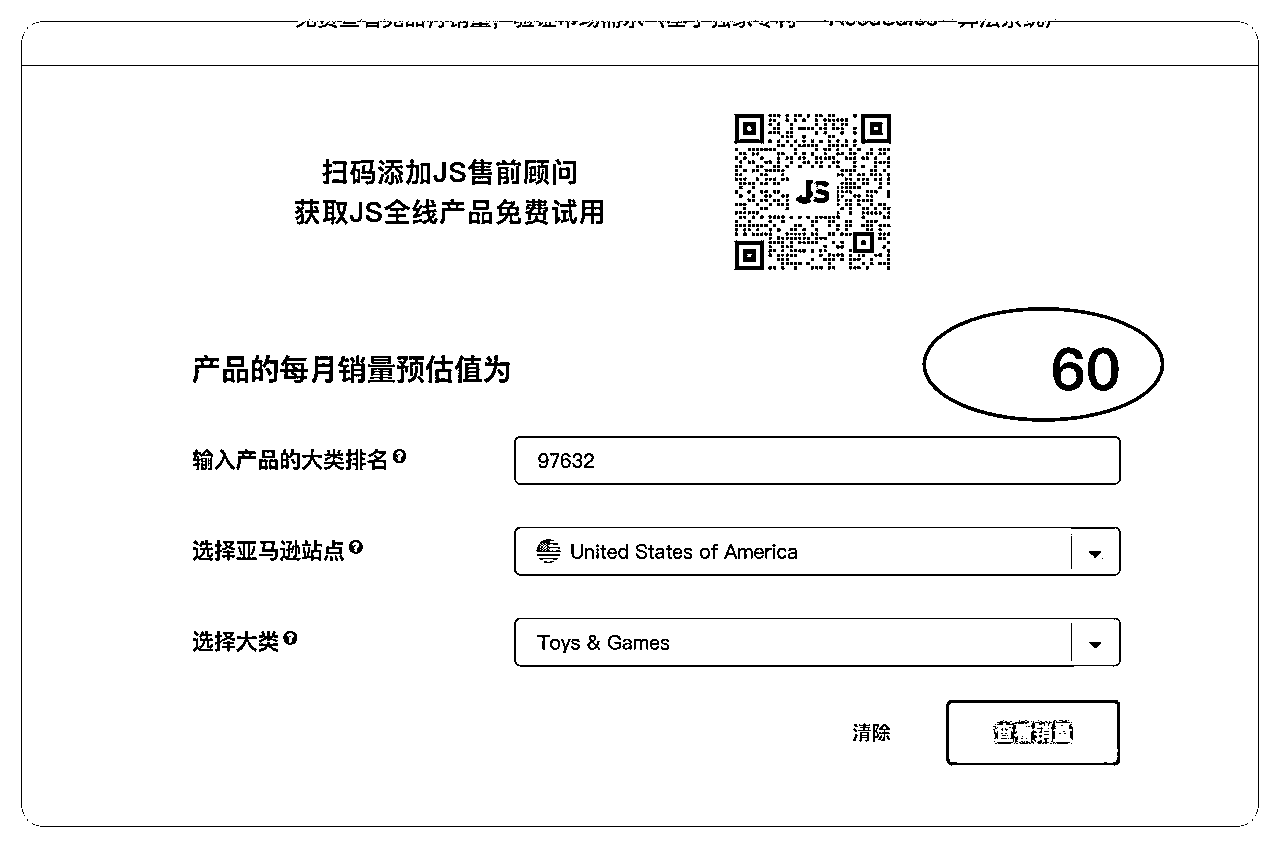 扫码添加JS售前顾问
获取JS全线产品免费试用
JS
产品的每月销量预估值为
60
输入产品的大类排名
97632
选择亚马逊站点
United States of America
选择大类
Toys & Games
清除
查看销量